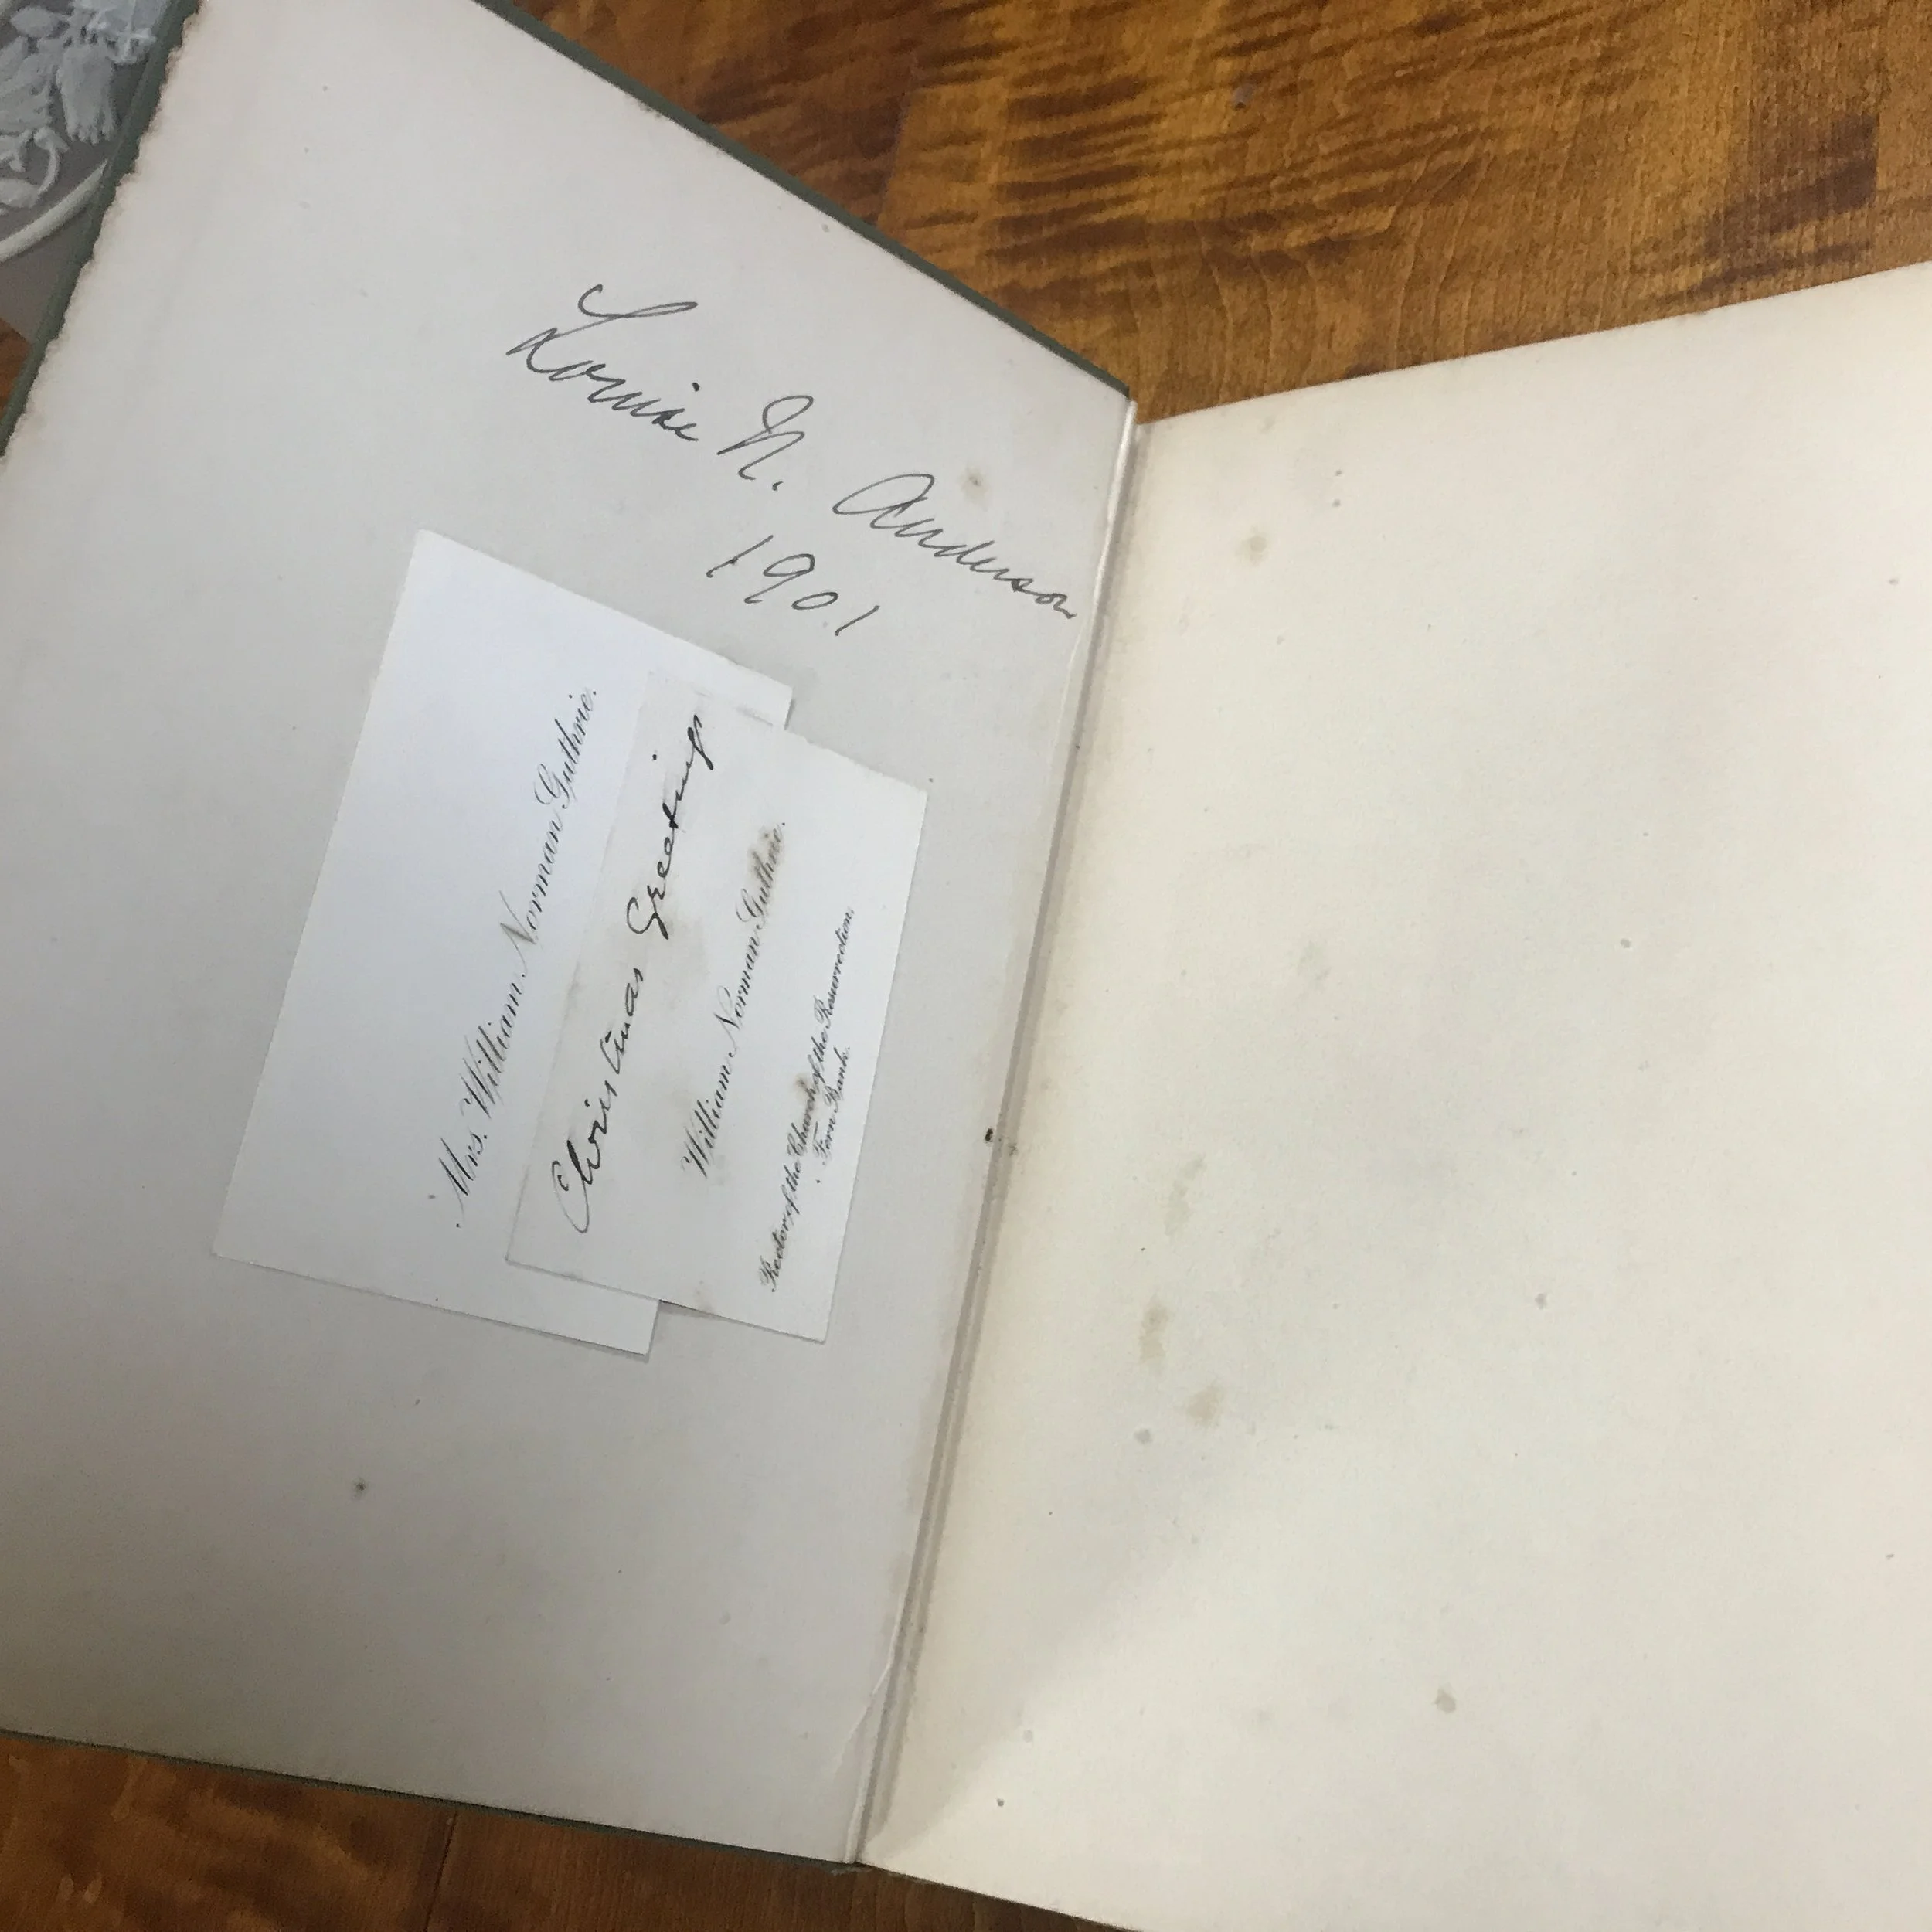 Louise N. Anderson
1901
Mrs. William Norman Guthrie.
Christmas Greetings
William Norman Guthrie.
Rector of the Church of the Resurrection,
Fern Bank.